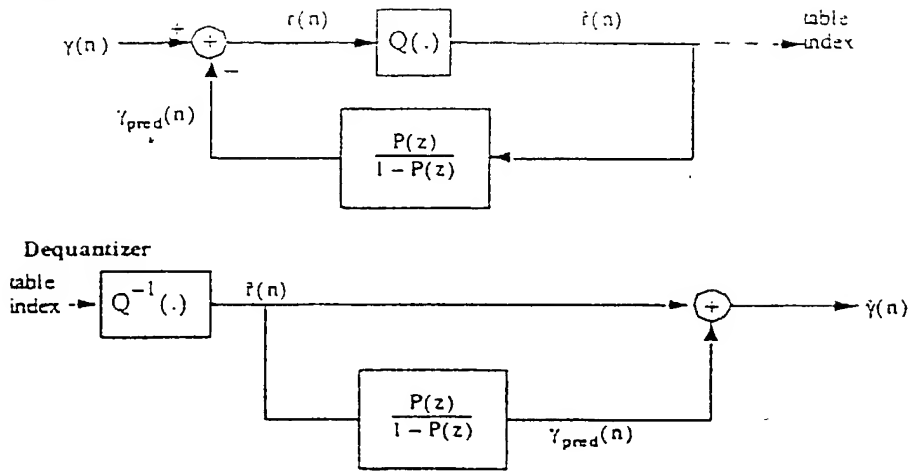 r(n)
r̂(n)
table
index
γ(n)
+
+
−
Q(.)
γpred(n)
P(z)
1 − P(z)
Dequantizer
table
index
Q−1(.)
r̂(n)
+
γ̂(n)
P(z)
1 − P(z)
γpred(n)